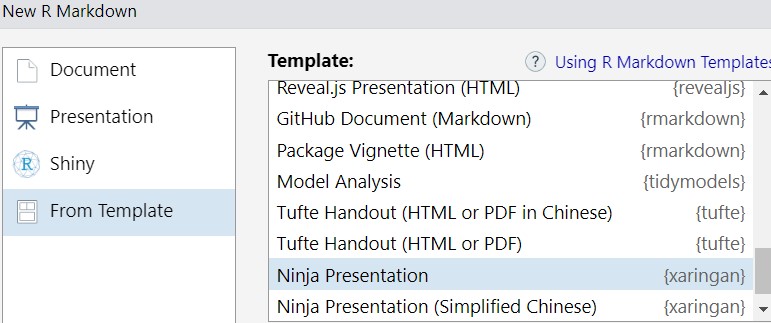 New R Markdown
Document
Presentation
Shiny
From Template
Template:
? Using R Markdown Templates
Reveal.js Presentation (HTML) {revealjs}
GitHub Document (Markdown) {rmarkdown}
Package Vignette (HTML) {rmarkdown}
Model Analysis {tidymodels}
Tufte Handout (HTML or PDF in Chinese) {tufte}
Tufte Handout (HTML or PDF) {tufte}
Ninja Presentation {xaringan}
Ninja Presentation (Simplified Chinese) {xaringan}